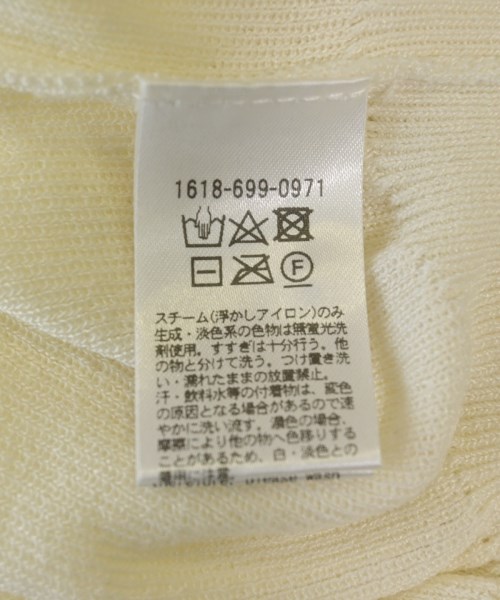 1618-699-0971
F
スチーム(浮かしアイロン)のみ
生成・淡色系の色物は無蛍光洗
剤使用。すすぎは十分行う。他
の物と分けて洗う。つけ置き洗
い・濡れたままの放置禁止。
汗・飲料水等の付着物は、変色
の原因となる場合があるので速
やかに洗い流す。濃色の場合、
摩擦により他の物へ色移りする
ことがあるため、白・淡色との
着用に注意